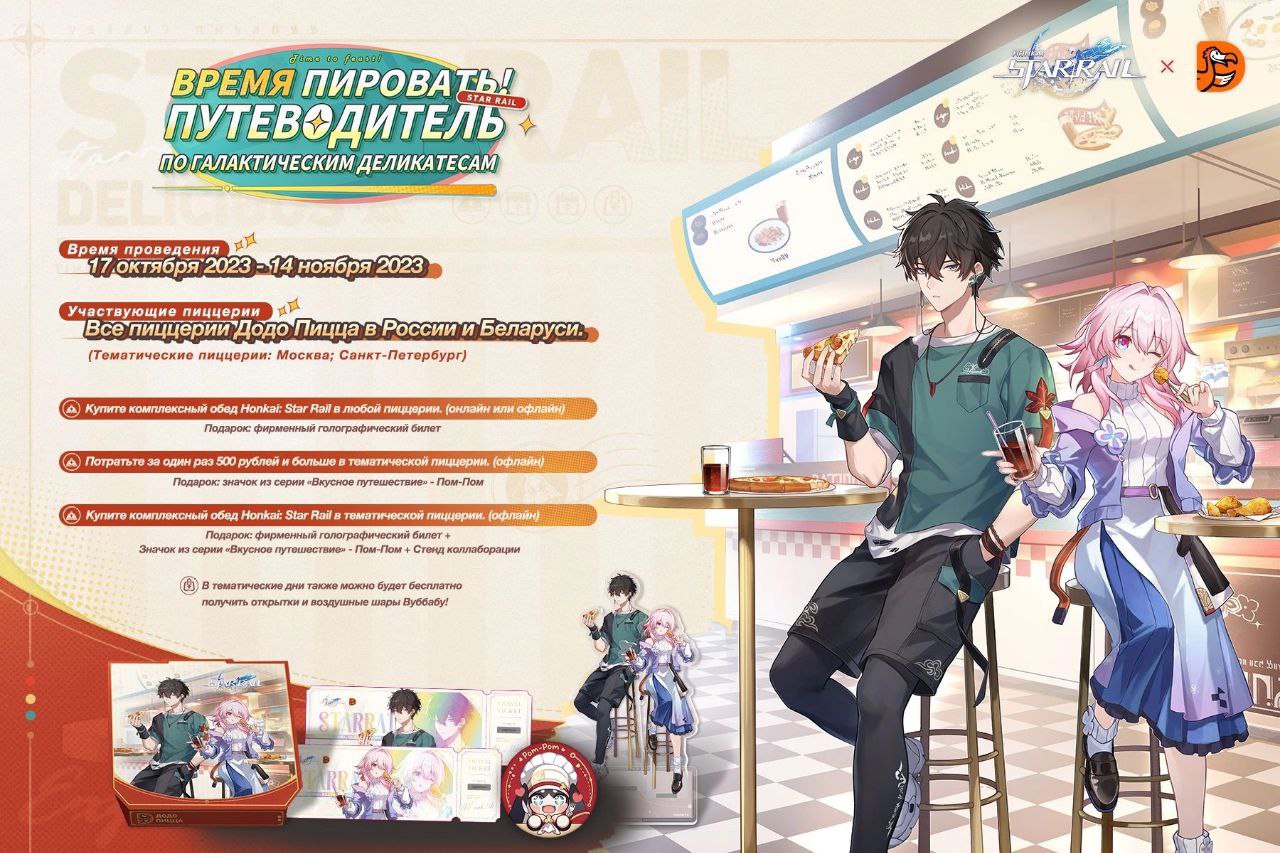 Time to feast!
ВРЕМЯ ПИРОВАТЬ!
STAR RAIL
ПУТЕВОДИТЕЛЬ
ПО ГАЛАКТИЧЕСКИМ ДЕЛИКАТЕСАМ
HONKAI:
STAR RAIL
×
Время проведения
17 октября 2023 - 14 ноября 2023
Участвующие пиццерии
Все пиццерии Додо Пицца в России и Беларуси.
(Тематические пиццерии: Москва; Санкт-Петербург)
Купите комплексный обед Honkai: Star Rail в любой пиццерии. (онлайн или офлайн)
Подарок: фирменный голографический билет
Потратьте за один раз 500 рублей и больше в тематической пиццерии. (офлайн)
Подарок: значок из серии «Вкусное путешествие» - Пом-Пом
Купите комплексный обед Honkai: Star Rail в тематической пиццерии. (офлайн)
Подарок: фирменный голографический билет +
Значок из серии «Вкусное путешествие» - Пом-Пом + Стенд коллаборации
В тематические дни также можно будет бесплатно
получить открытки и воздушные шары Вуббабу!
STAR RAIL
ДОДО
ПИЦЦА
STARRAIL
TICKET
Pom-Pom